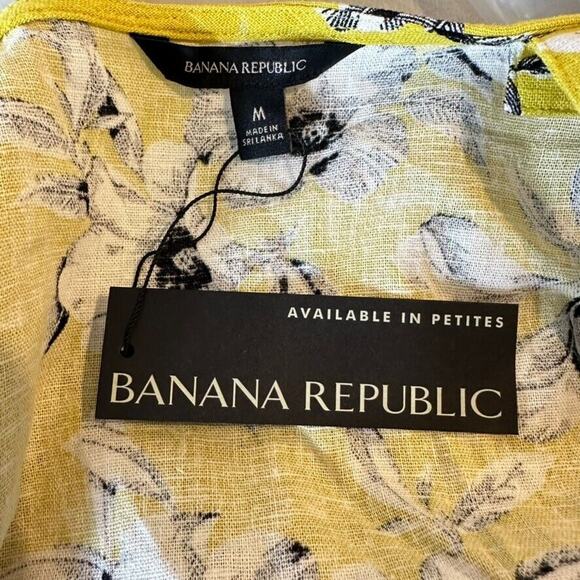 BANANA REPUBLIC
M
MADE IN
SRI LANKA
AVAILABLE IN PETITES
BANANA REPUBLIC